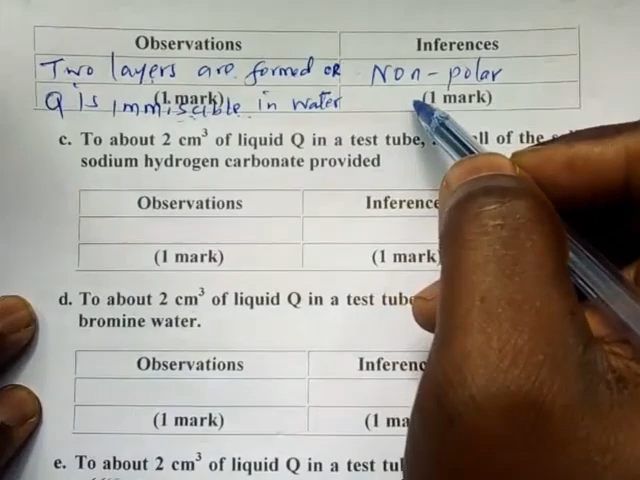 Observations Inferences
Two layers are formed or Non-polar
Q is immiscible in water
(1 mark) (1 mark)
c. To about 2 cm³ of liquid Q in a test tube, of the
sodium hydrogen carbonate provided
Observations Inference
(1 mark) (1 mark)
d. To about 2 cm³ of liquid Q in a test tube
bromine water.
Observations Inferenc
(1 mark) (1 ma
e. To about 2 cm³ of liquid Q in a test tu